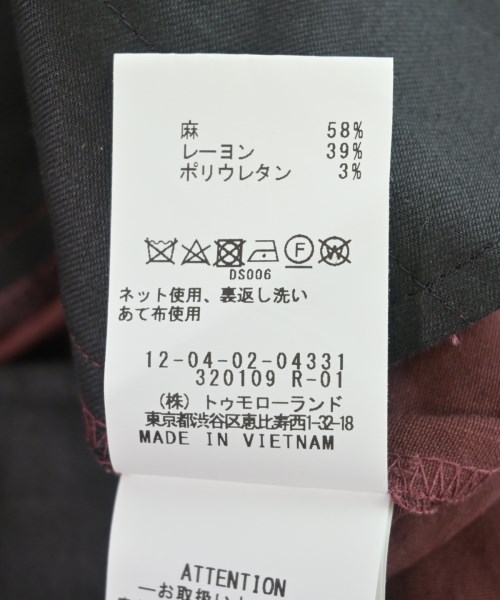 麻 58%
レーヨン 39%
ポリウレタン 3%
F W
DS006
ネット使用、裏返し洗い
あて布使用
12-04-02-04331
320109 R-01
(株) トゥモローランド
東京都渋谷区恵比寿西1-32-18
MADE IN VIETNAM
ATTENTION